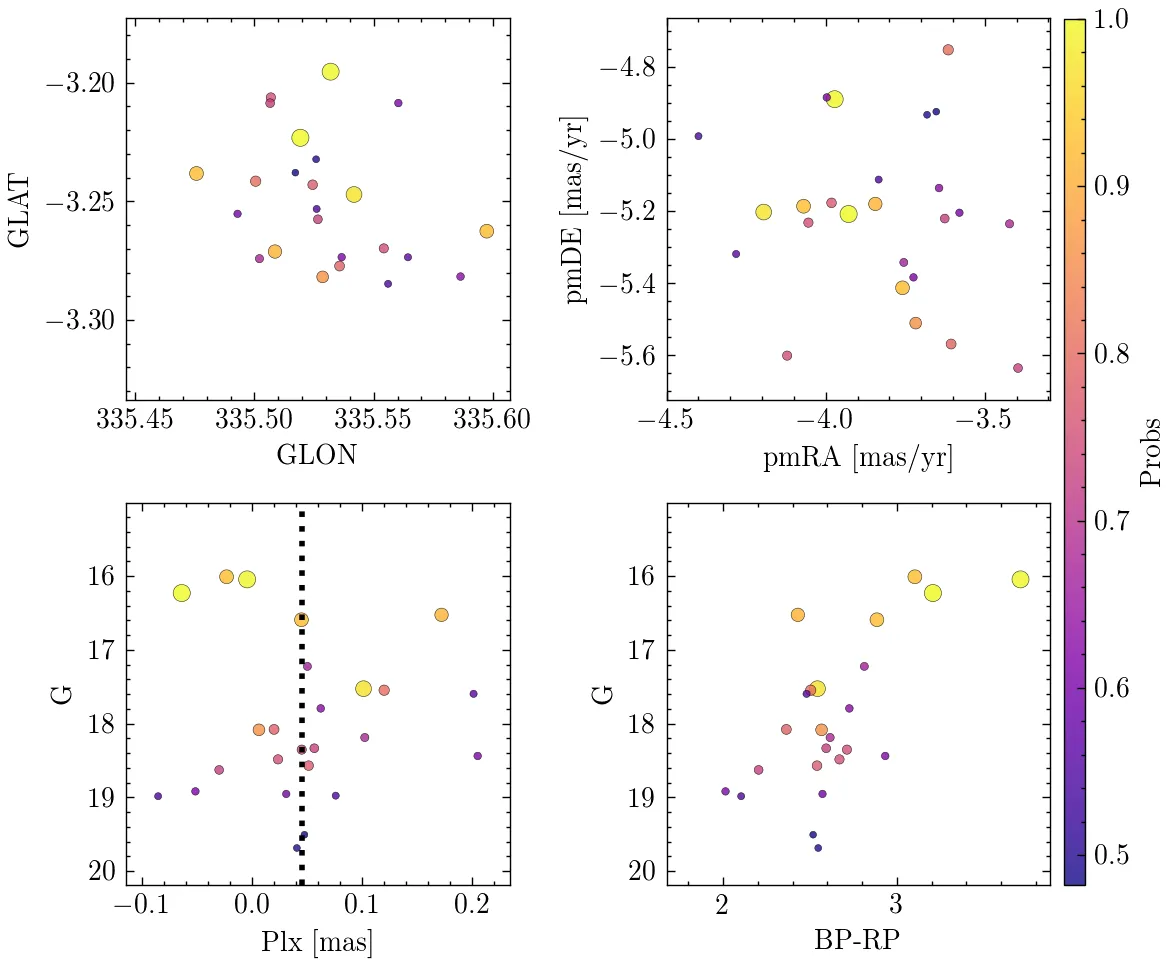 −3.20
−3.25
−3.30
GLAT
335.45 335.50 335.55 335.60
GLON
−4.8
−5.0
−5.2
−5.4
−5.6
pmDE [mas/yr]
−4.5 −4.0 −3.5
pmRA [mas/yr]
16
17
18
19
20
G
−0.1 0.0 0.1 0.2
Plx [mas]
16
17
18
19
20
G
2 3
BP-RP
1.0
0.9
0.8
0.7
0.6
0.5
Probs